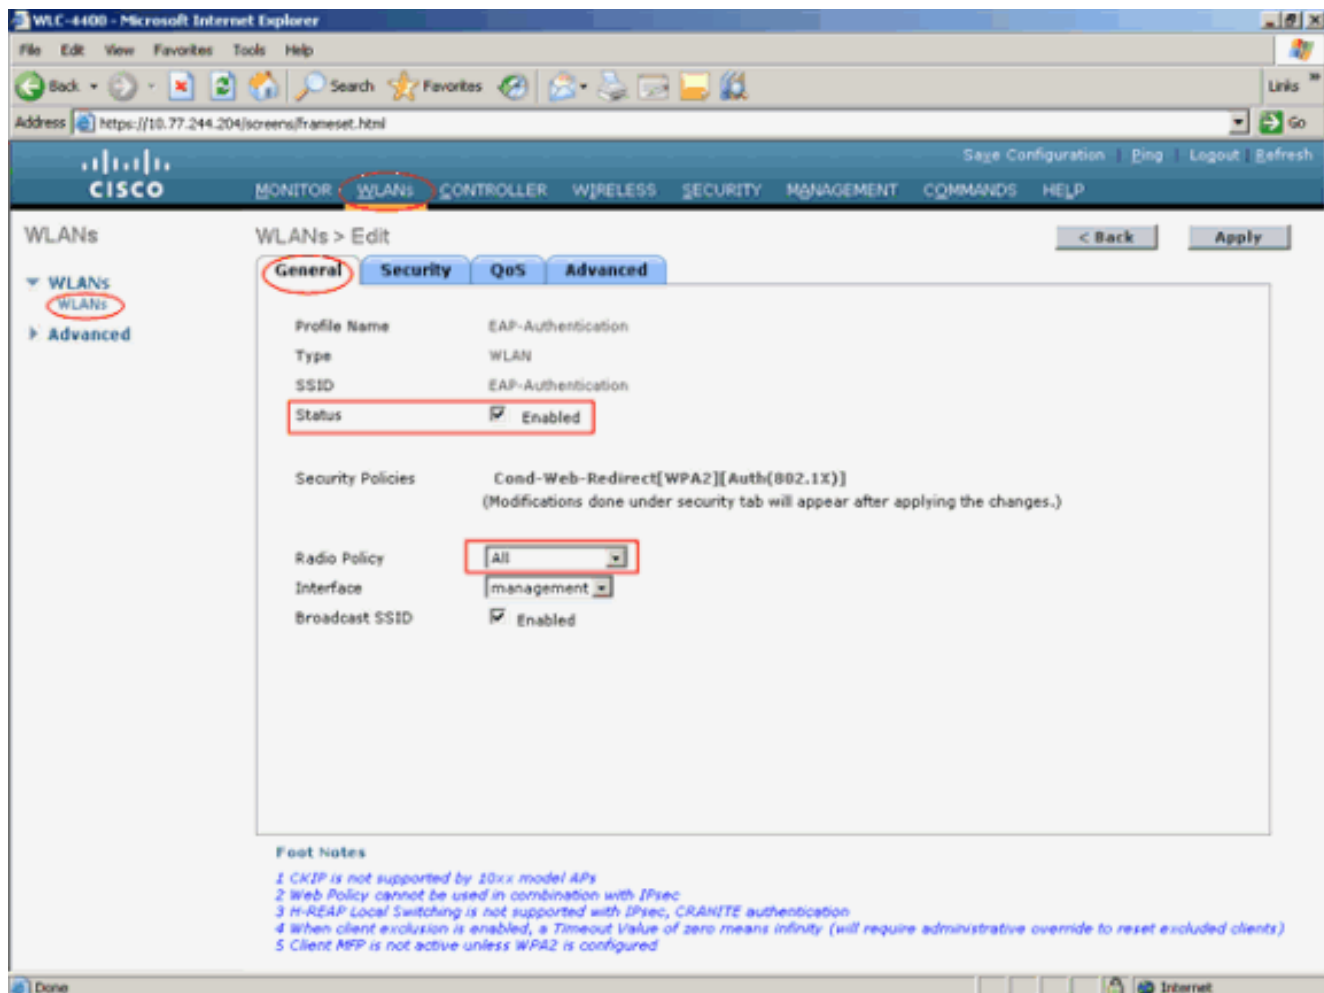 WLC-4400 - Microsoft Internet Explorer
File Edit View Favorites Tools Help
Back Search Favorites Links
Address https://10.77.244.204/screens/frameset.html Go
Save Configuration | Ping | Logout | Refresh
CISCO MONITOR WLANs CONTROLLER WIRELESS SECURITY MANAGEMENT COMMANDS HELP
WLANs
WLANs
WLANs
Advanced
WLANs > Edit
< Back Apply
General Security QoS Advanced
Profile Name EAP-Authentication
Type WLAN
SSID EAP-Authentication
Status Enabled
Security Policies Cond-Web-Redirect[WPA2][Auth(802.1X)]
(Modifications done under security tab will appear after applying the changes.)
Radio Policy All
Interface management
Broadcast SSID Enabled
Foot Notes
1 CKIP is not supported by 10xx model APs
2 Web Policy cannot be used in combination with IPsec
3 H-REAP Local Switching is not supported with IPsec, CRANITE authentication
4 When client exclusion is enabled, a Timeout Value of zero means infinity (will require administrative override to reset excluded clients)
5 Client MFP is not active unless WPA2 is configured
Done Internet